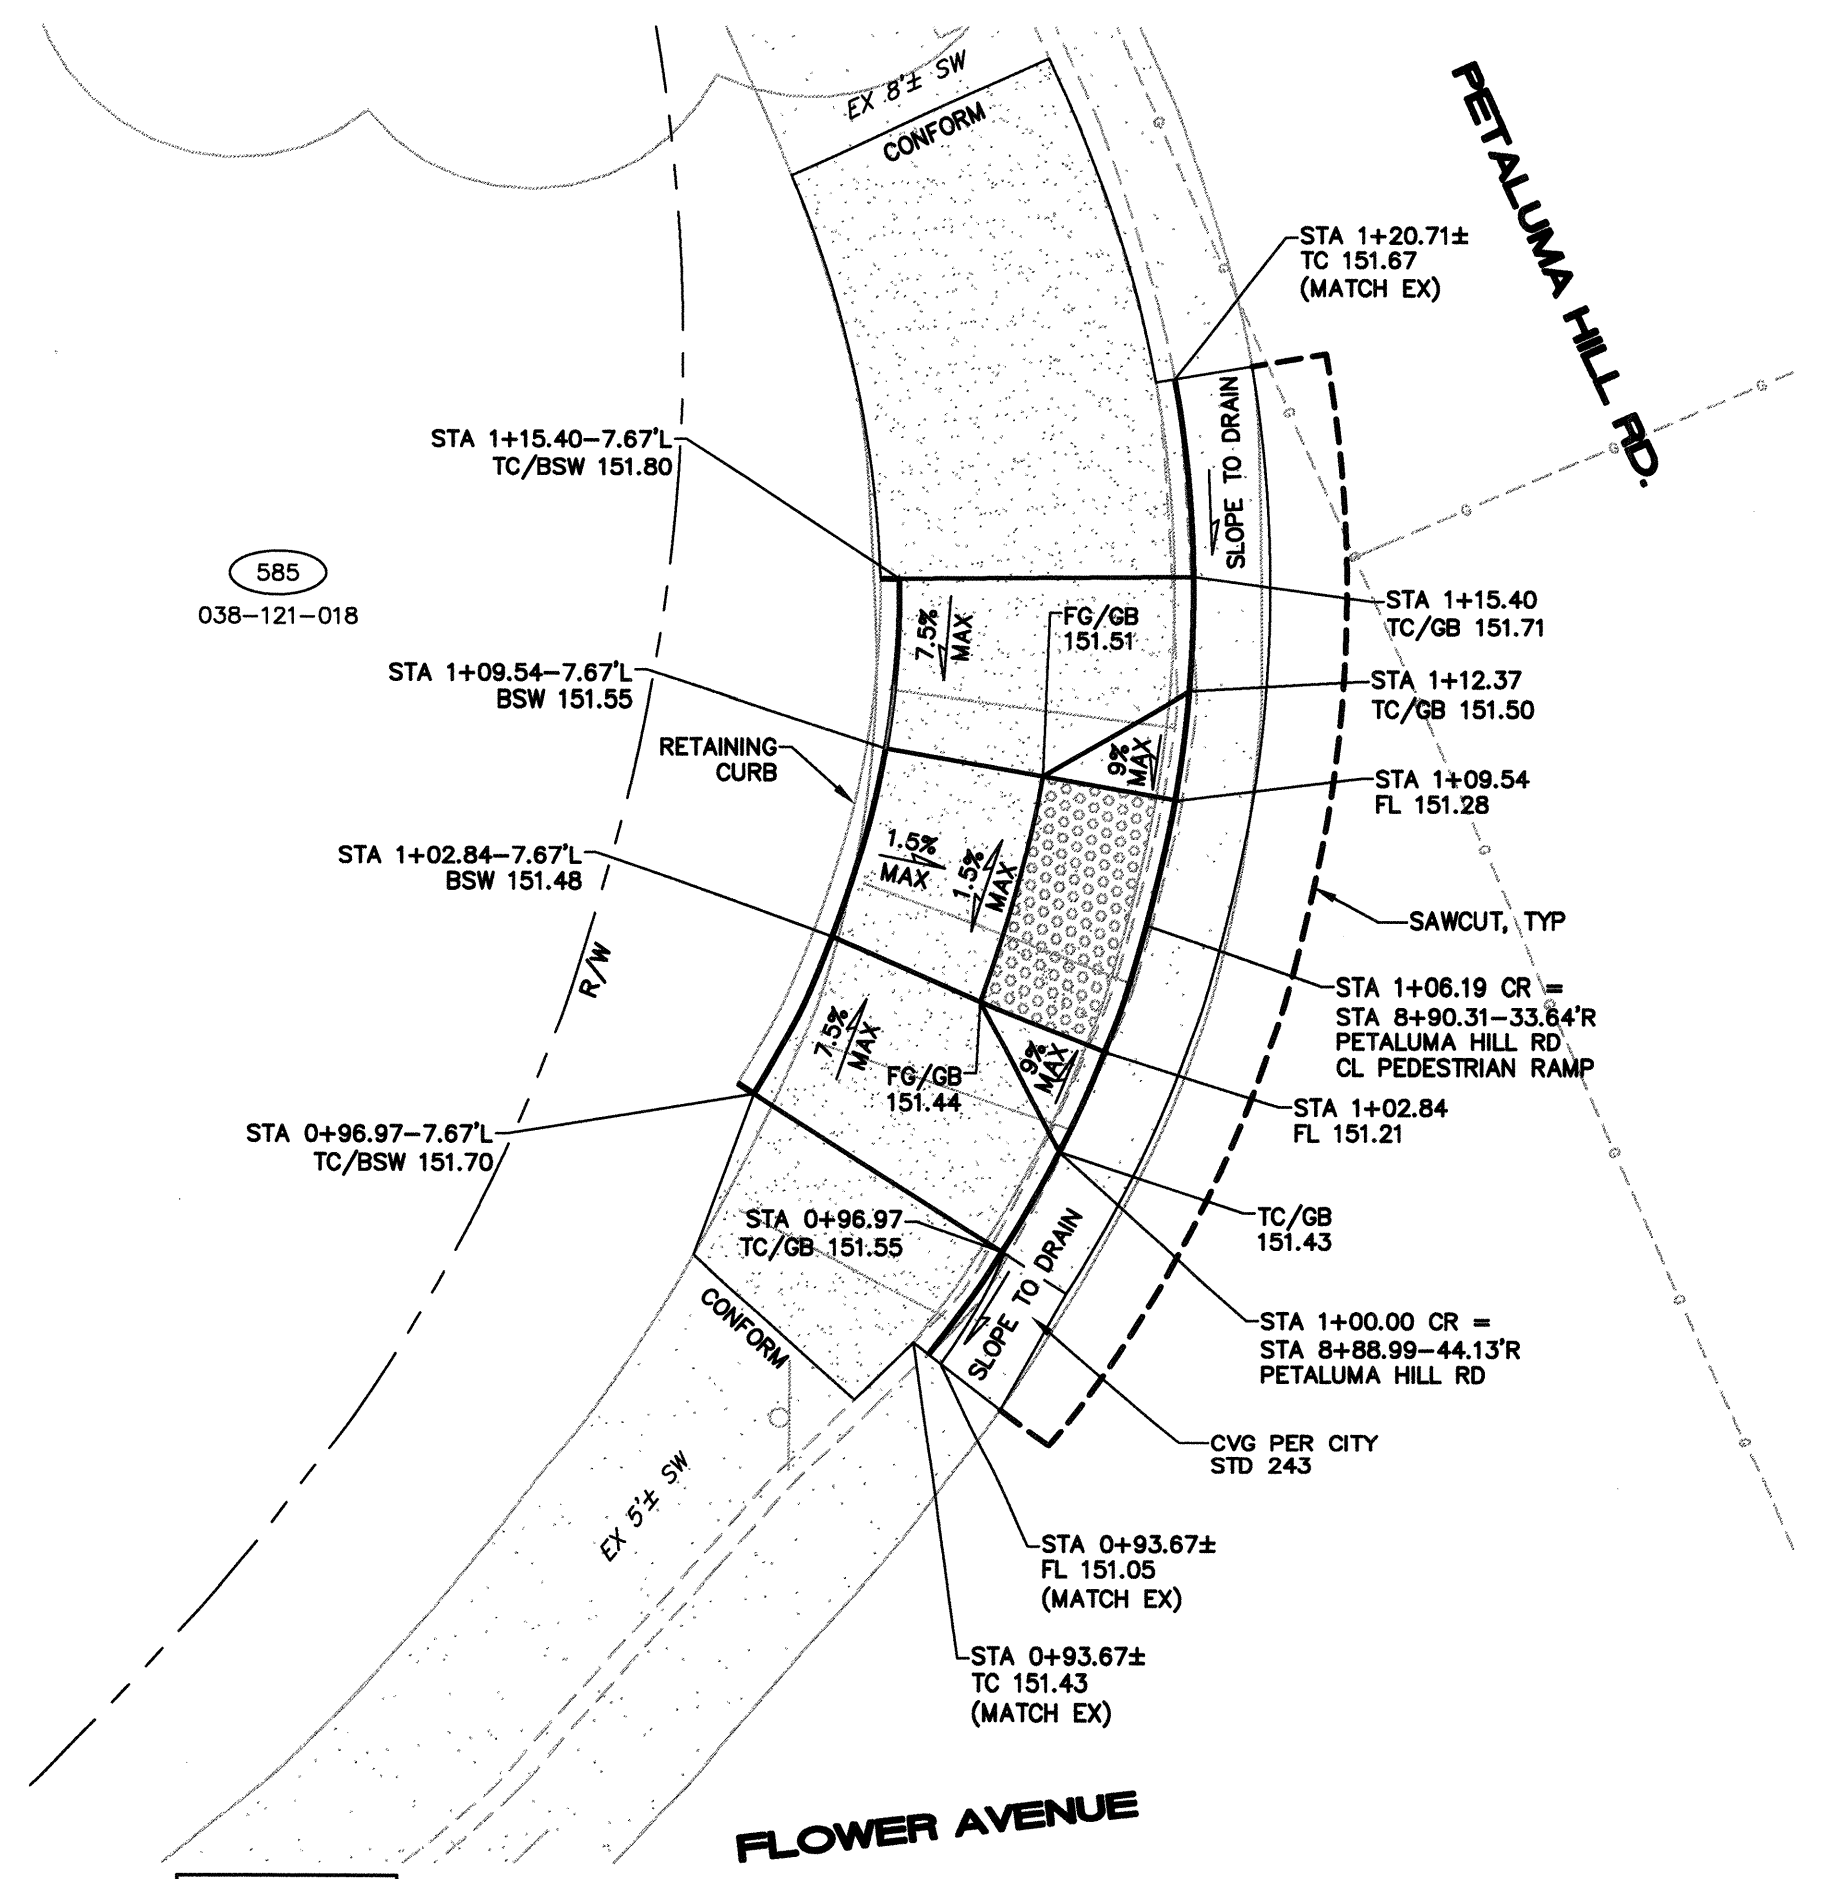 EX 8'± SW
CONFORM
PETALUMA HILL RD.
STA 1+20.71±
TC 151.67
(MATCH EX)
SLOPE TO DRAIN
STA 1+15.40-7.67'L
TC/BSW 151.80
585
038-121-018
7.5%
MAX
FG/GB
151.51
STA 1+15.40
TC/GB 151.71
STA 1+09.54-7.67'L
BSW 151.55
STA 1+12.37
TC/GB 151.50
RETAINING
CURB
9%
MAX
STA 1+09.54
FL 151.28
STA 1+02.84-7.67'L
BSW 151.48
1.5%
MAX
1.5%
MAX
SAWCUT, TYP
R/W
STA 1+06.19 CR =
STA 8+90.31-33.64'R
PETALUMA HILL RD
CL PEDESTRIAN RAMP
7.5%
MAX
FG/GB
151.44
9%
MAX
STA 1+02.84
FL 151.21
STA 0+96.97-7.67'L
TC/BSW 151.70
STA 0+96.97
TC/GB 151.55
TC/GB
151.43
SLOPE TO DRAIN
CONFORM
STA 1+00.00 CR =
STA 8+88.99-44.13'R
PETALUMA HILL RD
CVG PER CITY
STD 243
EX 5'± SW
STA 0+93.67±
FL 151.05
(MATCH EX)
STA 0+93.67±
TC 151.43
(MATCH EX)
FLOWER AVENUE
G
G
G
G
G
G
G
G
G
G
G
G